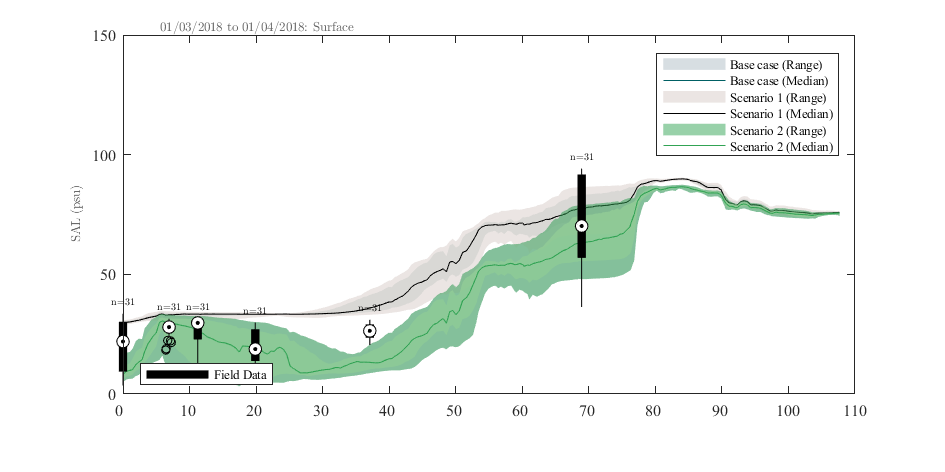 01/03/2018 to 01/04/2018: Surface
150
100
50
0
SAL (psu)
Base case (Range)
Base case (Median)
Scenario 1 (Range)
Scenario 1 (Median)
Scenario 2 (Range)
Scenario 2 (Median)
n=31
n=31
n=31 n=31
n=31
n=31
Field Data
0 10 20 30 40 50 60 70 80 90 100 110